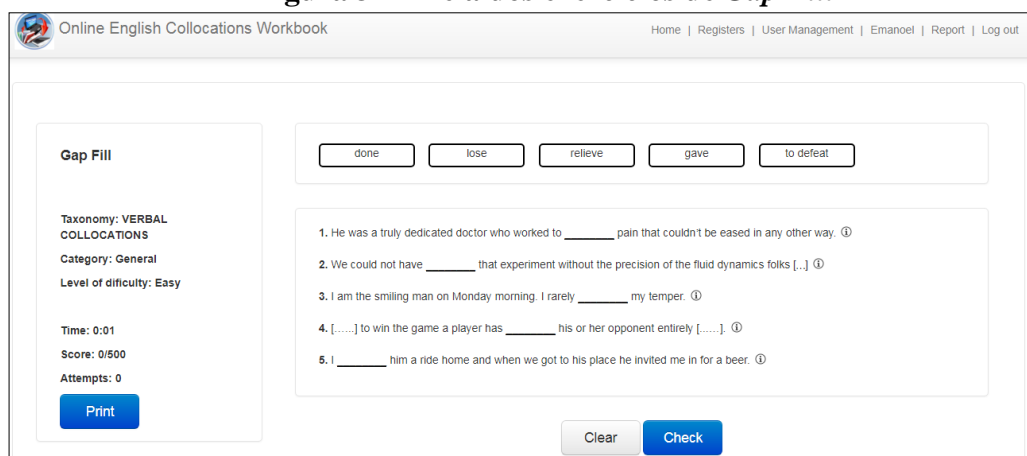 Online English Collocations Workbook
Home | Registers | User Management | Emanoel | Report | Log out
Gap Fill
Taxonomy: VERBAL
COLLOCATIONS
Category: General
Level of dificulty: Easy
Time: 0:01
Score: 0/500
Attempts: 0
Print
done lose relieve gave to defeat
1. He was a truly dedicated doctor who worked to ________ pain that couldn't be eased in any other way.
2. We could not have ________ that experiment without the precision of the fluid dynamics folks [...]
3. I am the smiling man on Monday morning. I rarely ________ my temper.
4. [......] to win the game a player has ________ his or her opponent entirely [......].
5. I ________ him a ride home and when we got to his place he invited me in for a beer.
Clear Check